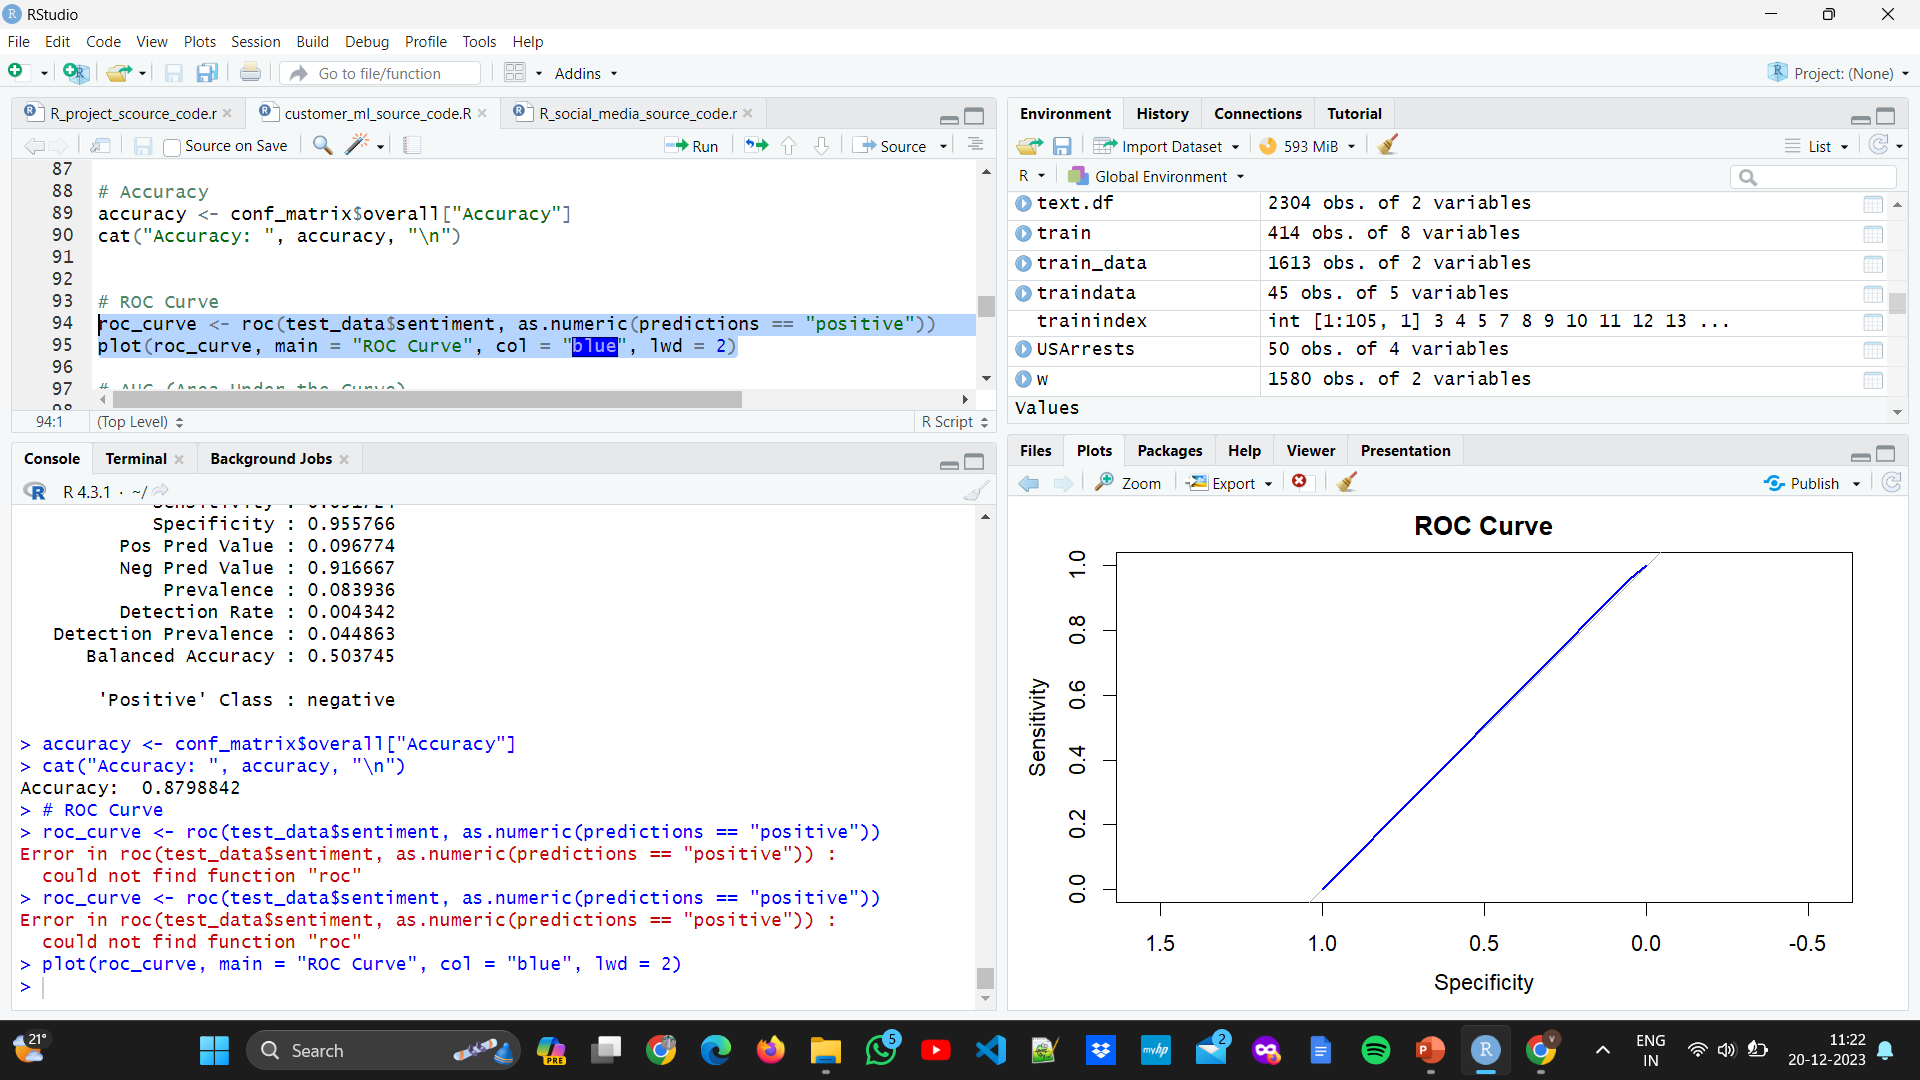 RStudio
File Edit Code View Plots Session Build Debug Profile Tools Help
Go to file/function Addins Project: (None)
R_project_scource_code.r customer_ml_source_code.R R_social_media_source_code.r
Source on Save Run Source
87
88 # Accuracy
89 accuracy <- conf_matrix$overall["Accuracy"]
90 cat("Accuracy: ", accuracy, "\n")
91
92
93 # ROC Curve
94 roc_curve <- roc(test_data$sentiment, as.numeric(predictions == "positive"))
95 plot(roc_curve, main = "ROC Curve", col = "blue", lwd = 2)
96
97 # AUC (Area Under the Curve)
98
94:1 (Top Level) R Script
Console Terminal Background Jobs
R 4.3.1 · ~/
Specificity : 0.955766
Pos Pred Value : 0.096774
Neg Pred Value : 0.916667
Prevalence : 0.083936
Detection Rate : 0.004342
Detection Prevalence : 0.044863
Balanced Accuracy : 0.503745
'Positive' Class : negative
> accuracy <- conf_matrix$overall["Accuracy"]
> cat("Accuracy: ", accuracy, "\n")
Accuracy:  0.8798842
> # ROC Curve
> roc_curve <- roc(test_data$sentiment, as.numeric(predictions == "positive"))
Error in roc(test_data$sentiment, as.numeric(predictions == "positive")) :
could not find function "roc"
> roc_curve <- roc(test_data$sentiment, as.numeric(predictions == "positive"))
Error in roc(test_data$sentiment, as.numeric(predictions == "positive")) :
could not find function "roc"
> plot(roc_curve, main = "ROC Curve", col = "blue", lwd = 2)
>
Environment History Connections Tutorial
Import Dataset 593 MiB List
R Global Environment
text.df 2304 obs. of 2 variables
train 414 obs. of 8 variables
train_data 1613 obs. of 2 variables
traindata 45 obs. of 5 variables
trainindex int [1:105, 1] 3 4 5 7 8 9 10 11 12 13 ...
USArrests 50 obs. of 4 variables
w 1580 obs. of 2 variables
Values
Files Plots Packages Help Viewer Presentation
Zoom Export Publish
ROC Curve
Sensitivity
1.0
0.8
0.6
0.4
0.2
0.0
1.5 1.0 0.5 0.0 -0.5
Specificity
21°
Search
PRE
5
myhp
2
V
ENG
IN
11:22
20-12-2023